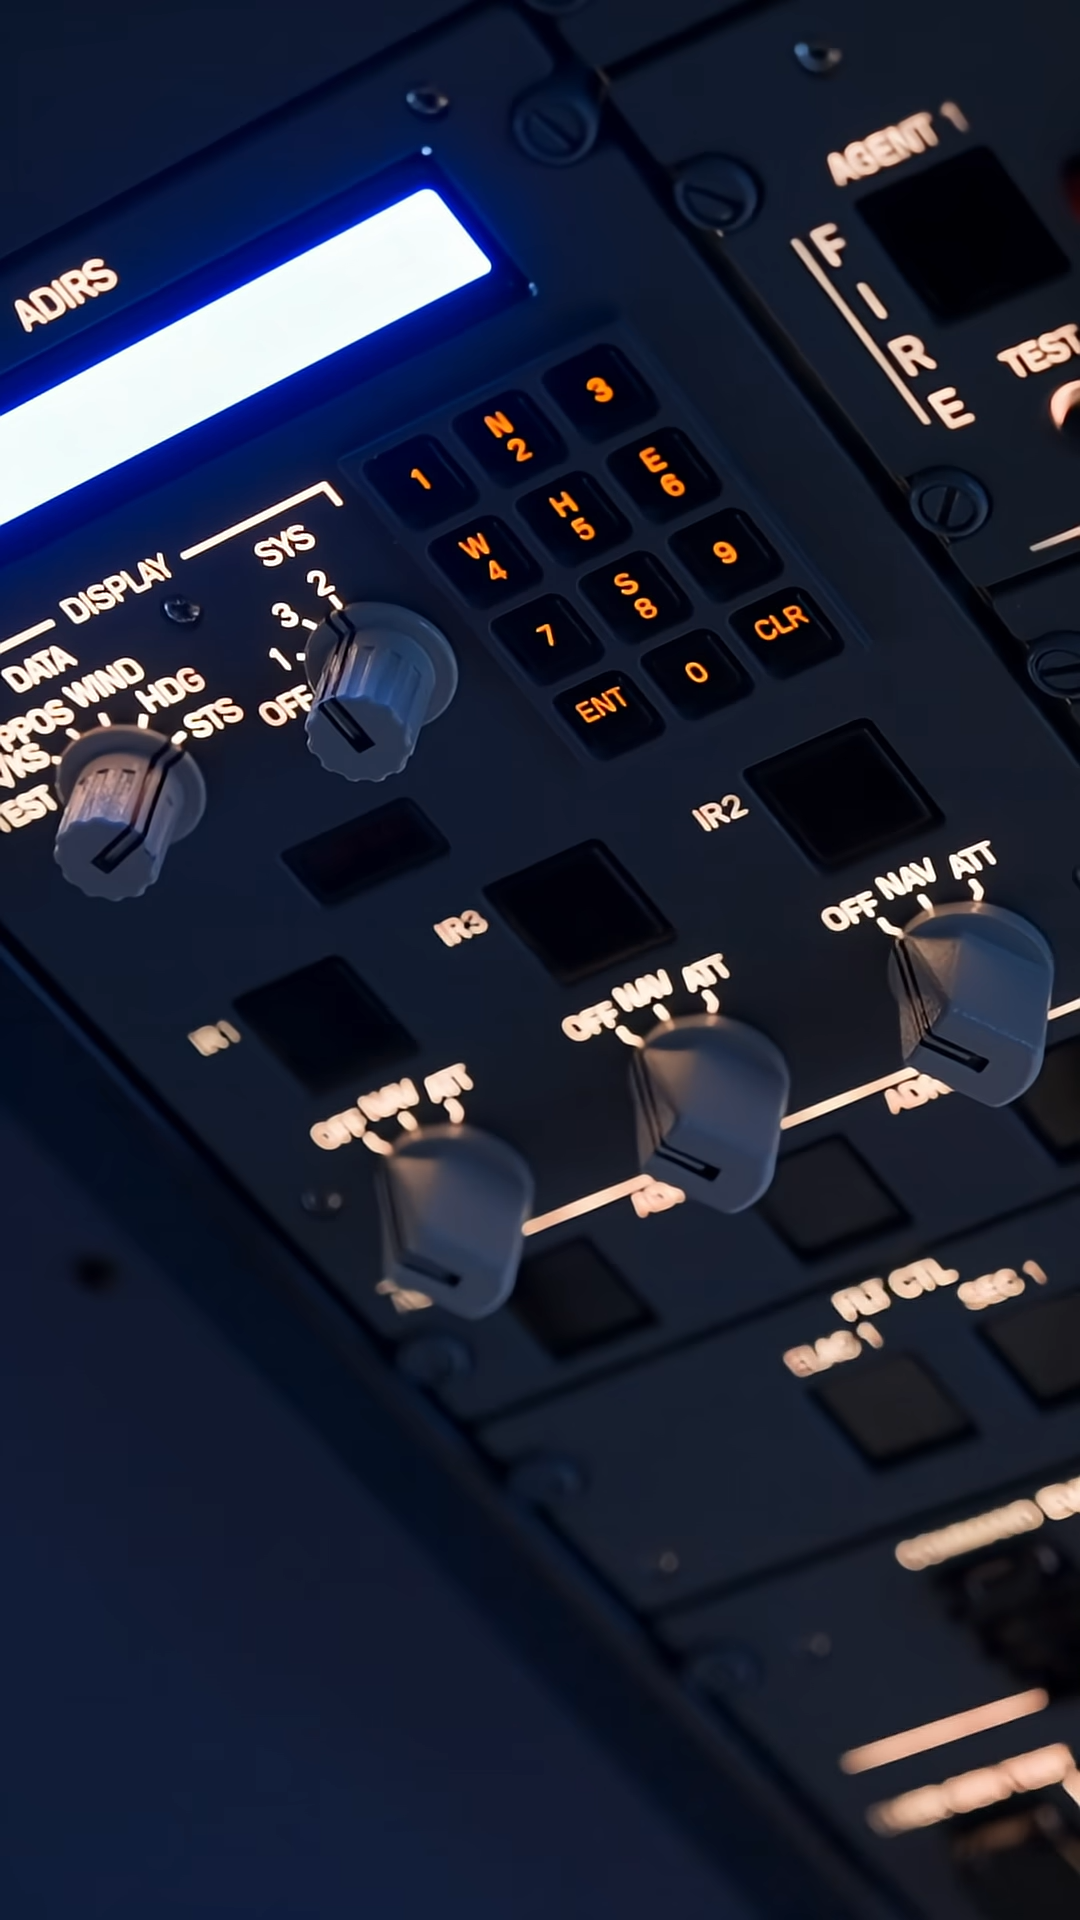 AGENT 1
FIRE
TEST
ADIRS
DISPLAY
DATA
SYS
TEST
PPOS
WIND
HDG
STS
OFF
1
3
2
1
N
2
3
W
4
H
5
E
6
7
S
8
9
ENT
0
CLR
IR2
OFF NAV ATT
IR3
OFF NAV ATT
IR1
OFF NAV ATT
FLT CTL
ELAC 1
SEC 1